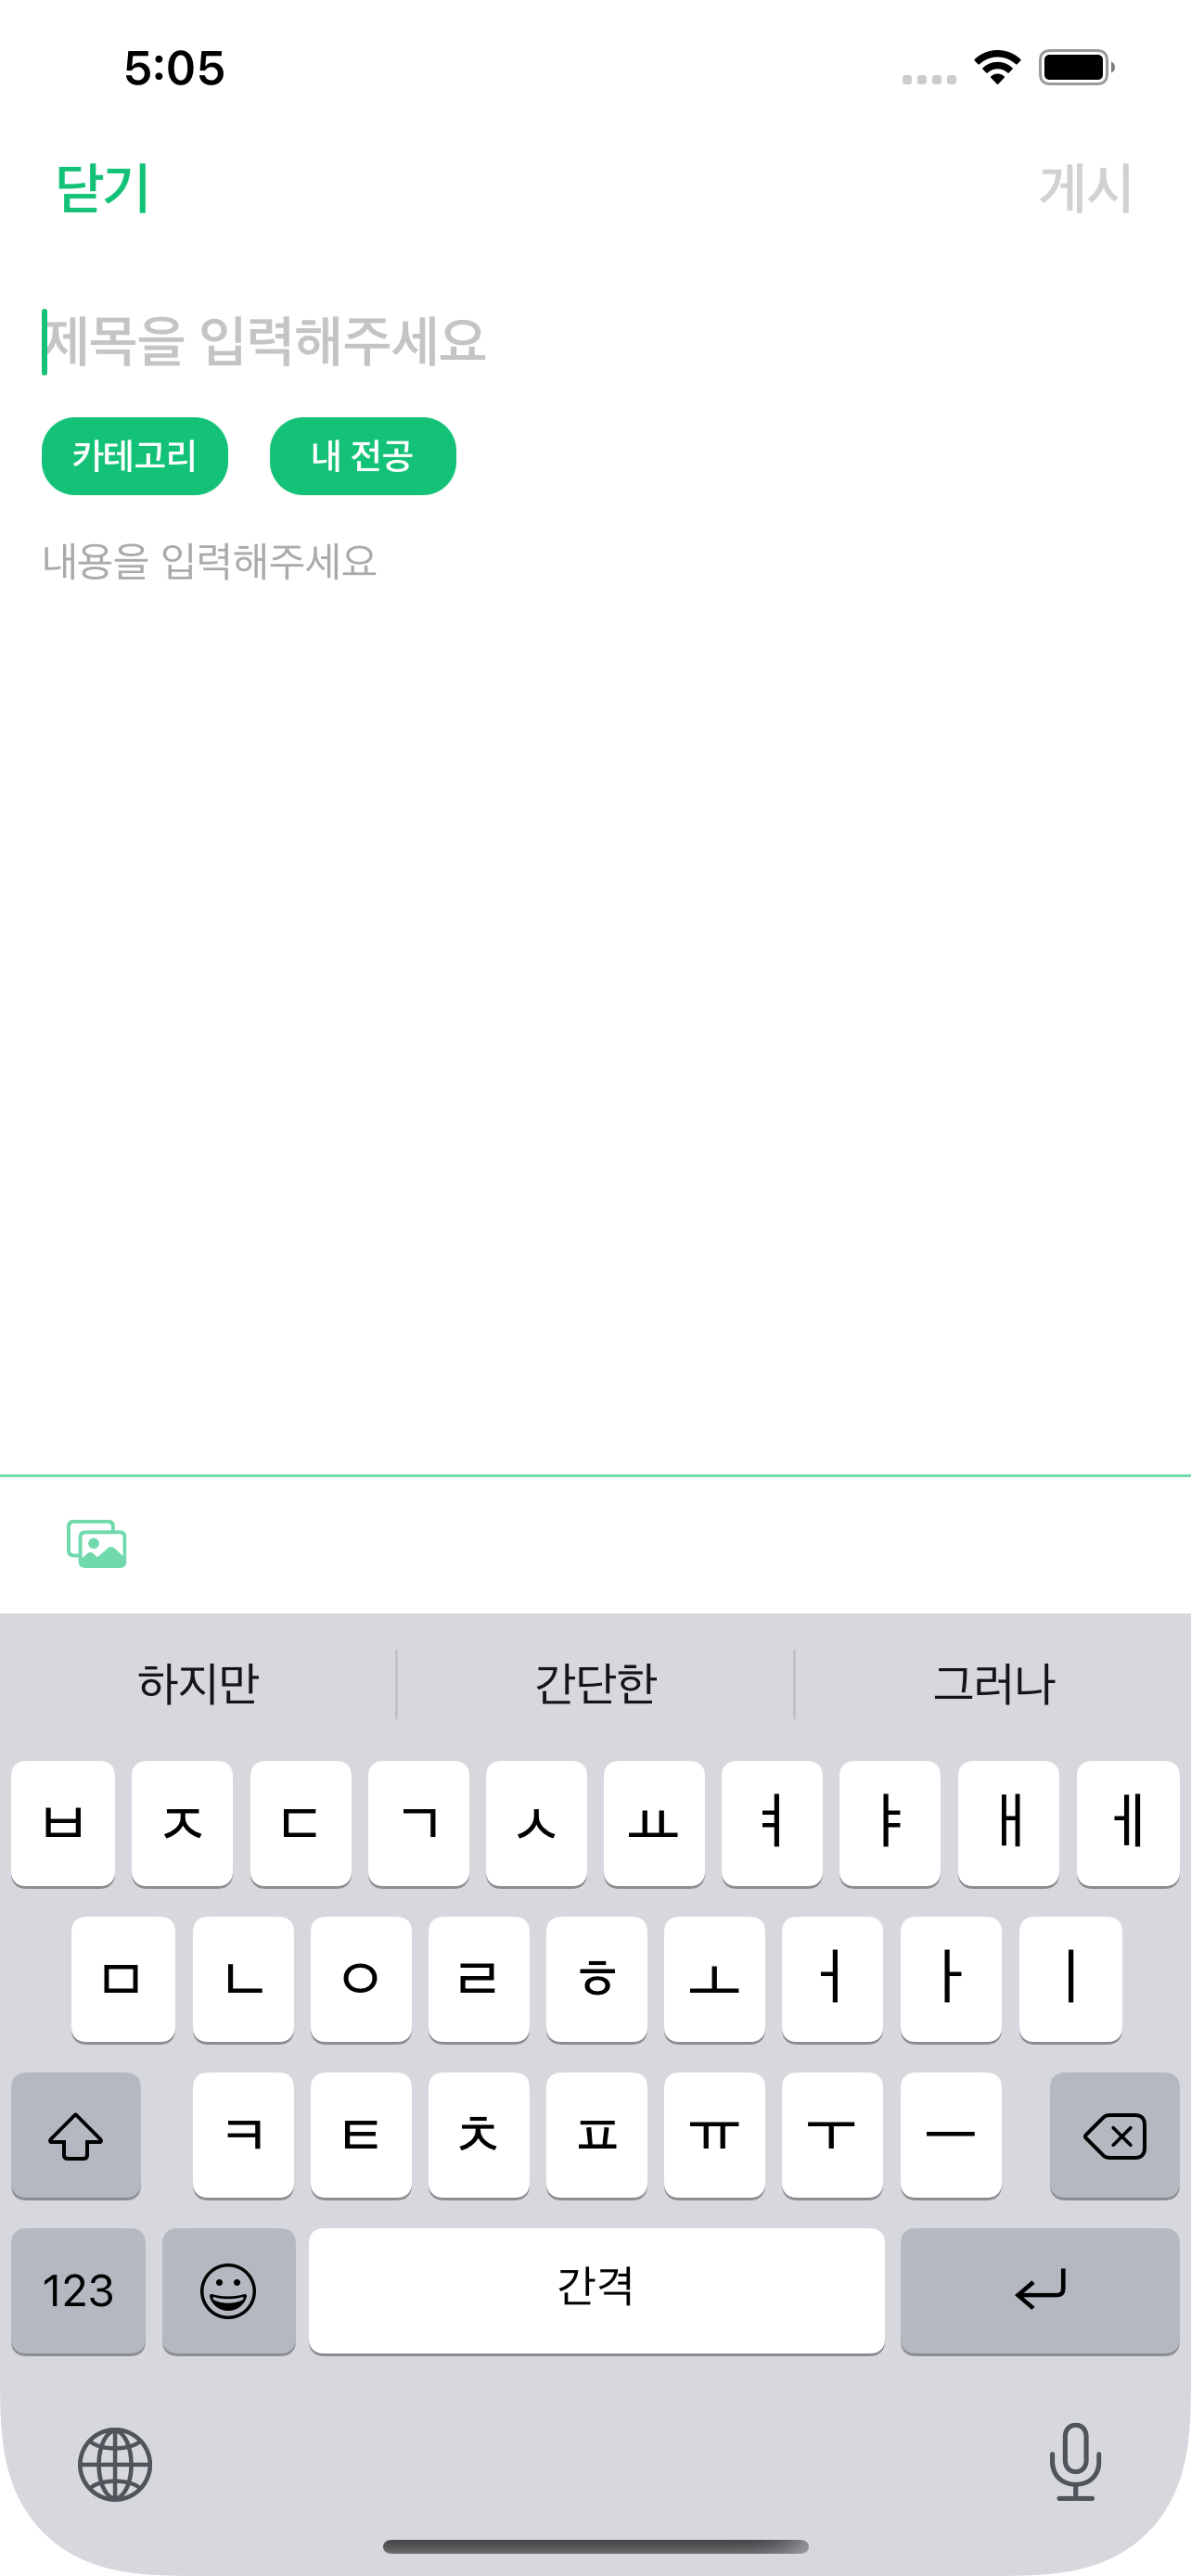 5:05
닫기 게시
제목을 입력해주세요
카테고리 내 전공
내용을 입력해주세요
하지만 간단한 그러나
ㅂ ㅈ ㄷ ㄱ ㅅ ㅛ ㅕ ㅑ ㅐ ㅔ
ㅁ ㄴ ㅇ ㄹ ㅎ ㅗ ㅓ ㅏ ㅣ
ㅋ ㅌ ㅊ ㅍ ㅠ ㅜ ㅡ
123 간격